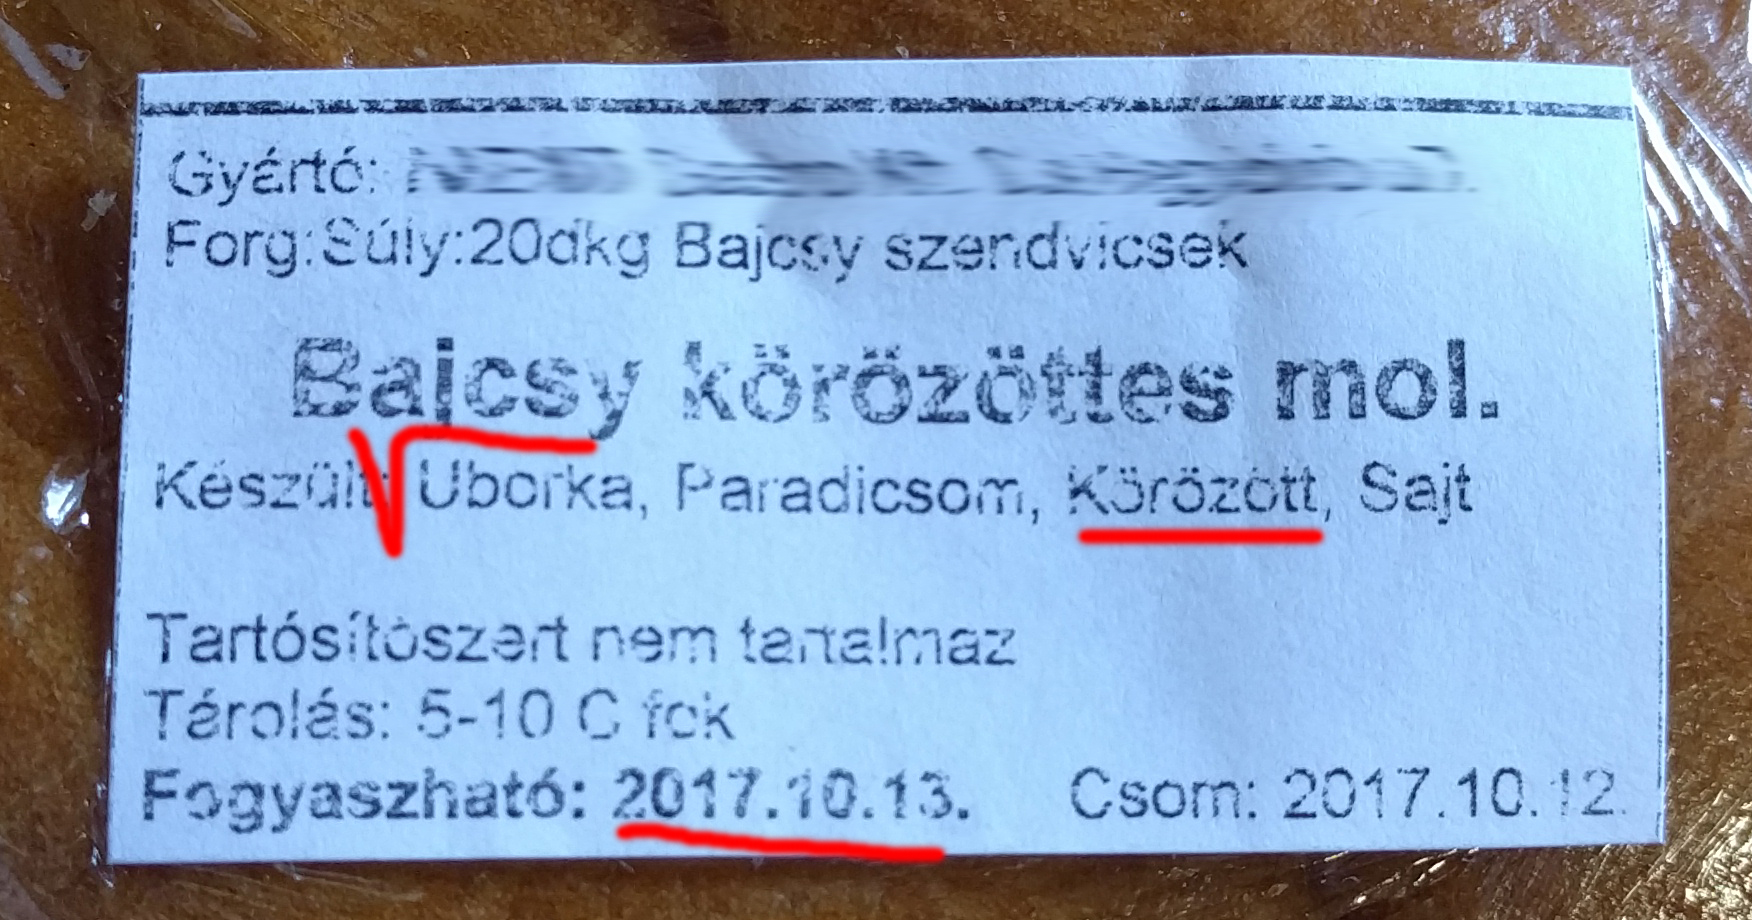 Gyártó:
Forg:Súly:20dkg Bajcsy szendvicsek
Bajcsy körözöttes mol.
Készült: Uborka, Paradicsom, Körözött, Sajt
Tartósítószert nem tartalmaz
Tárolás: 5-10 C fok
Fogyaszható: 2017.10.13. Csom: 2017.10.12.